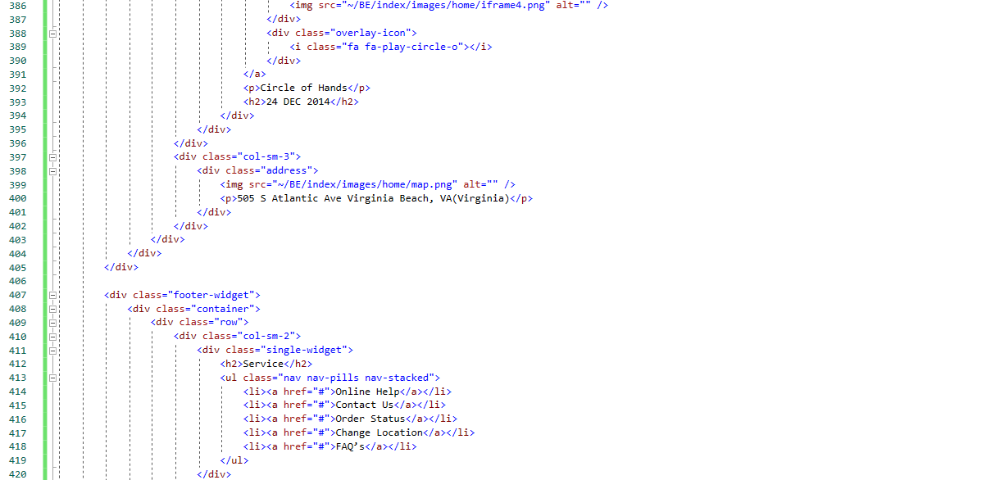 386 <img src="~/BE/index/images/home/iframe4.png" alt="" />
387 </div>
388 <div class="overlay-icon">
389 <i class="fa fa-play-circle-o"></i>
390 </div>
391 </a>
392 <p>Circle of Hands</p>
393 <h2>24 DEC 2014</h2>
394 </div>
395 </div>
396 </div>
397 <div class="col-sm-3">
398 <div class="address">
399 <img src="~/BE/index/images/home/map.png" alt="" />
400 <p>505 S Atlantic Ave Virginia Beach, VA(Virginia)</p>
401 </div>
402 </div>
403 </div>
404 </div>
405 </div>
406
407 <div class="footer-widget">
408 <div class="container">
409 <div class="row">
410 <div class="col-sm-2">
411 <div class="single-widget">
412 <h2>Service</h2>
413 <ul class="nav nav-pills nav-stacked">
414 <li><a href="#">Online Help</a></li>
415 <li><a href="#">Contact Us</a></li>
416 <li><a href="#">Order Status</a></li>
417 <li><a href="#">Change Location</a></li>
418 <li><a href="#">FAQ’s</a></li>
419 </ul>
420 </div>